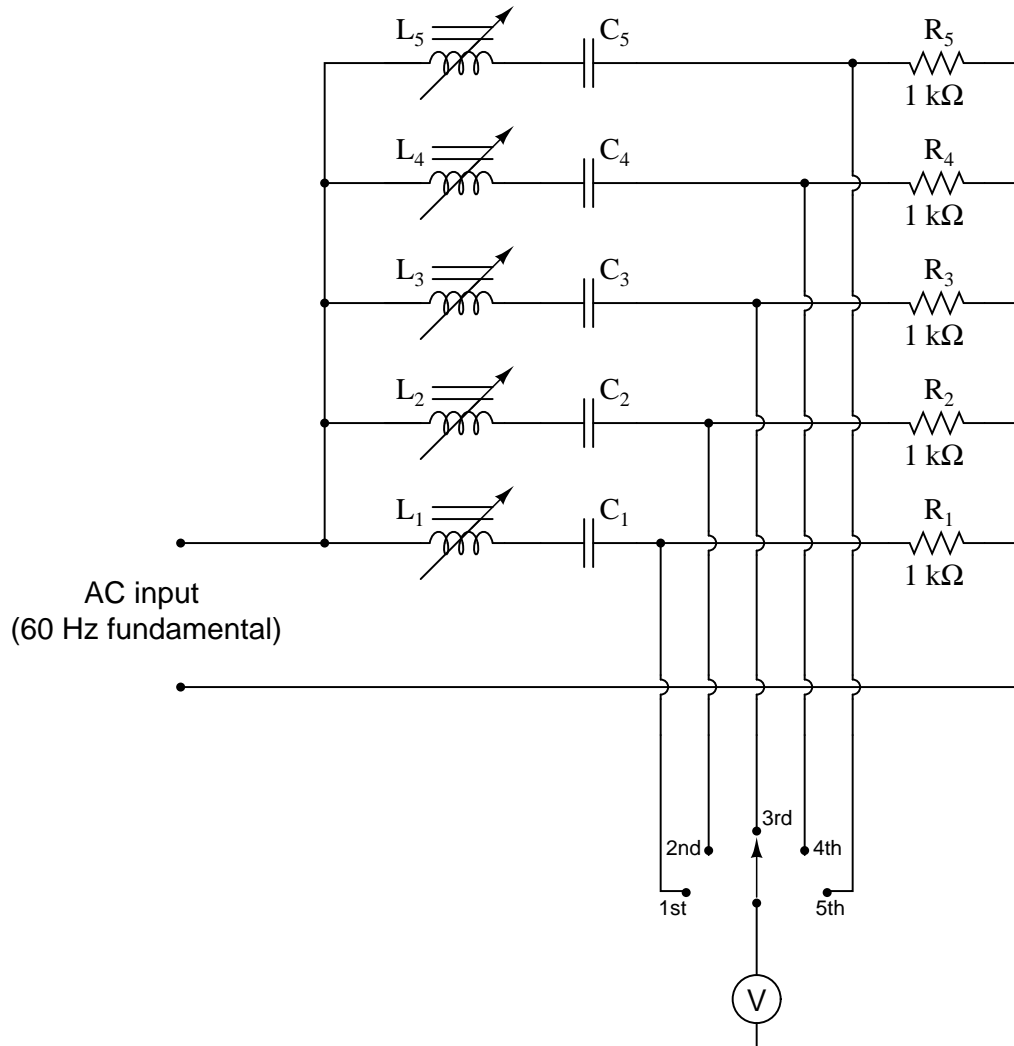 L₅ C₅ R₅
1 kΩ
L₄ C₄ R₄
1 kΩ
L₃ C₃ R₃
1 kΩ
L₂ C₂ R₂
1 kΩ
L₁ C₁ R₁
1 kΩ
AC input
(60 Hz fundamental)
3rd
2nd 4th
1st 5th
V